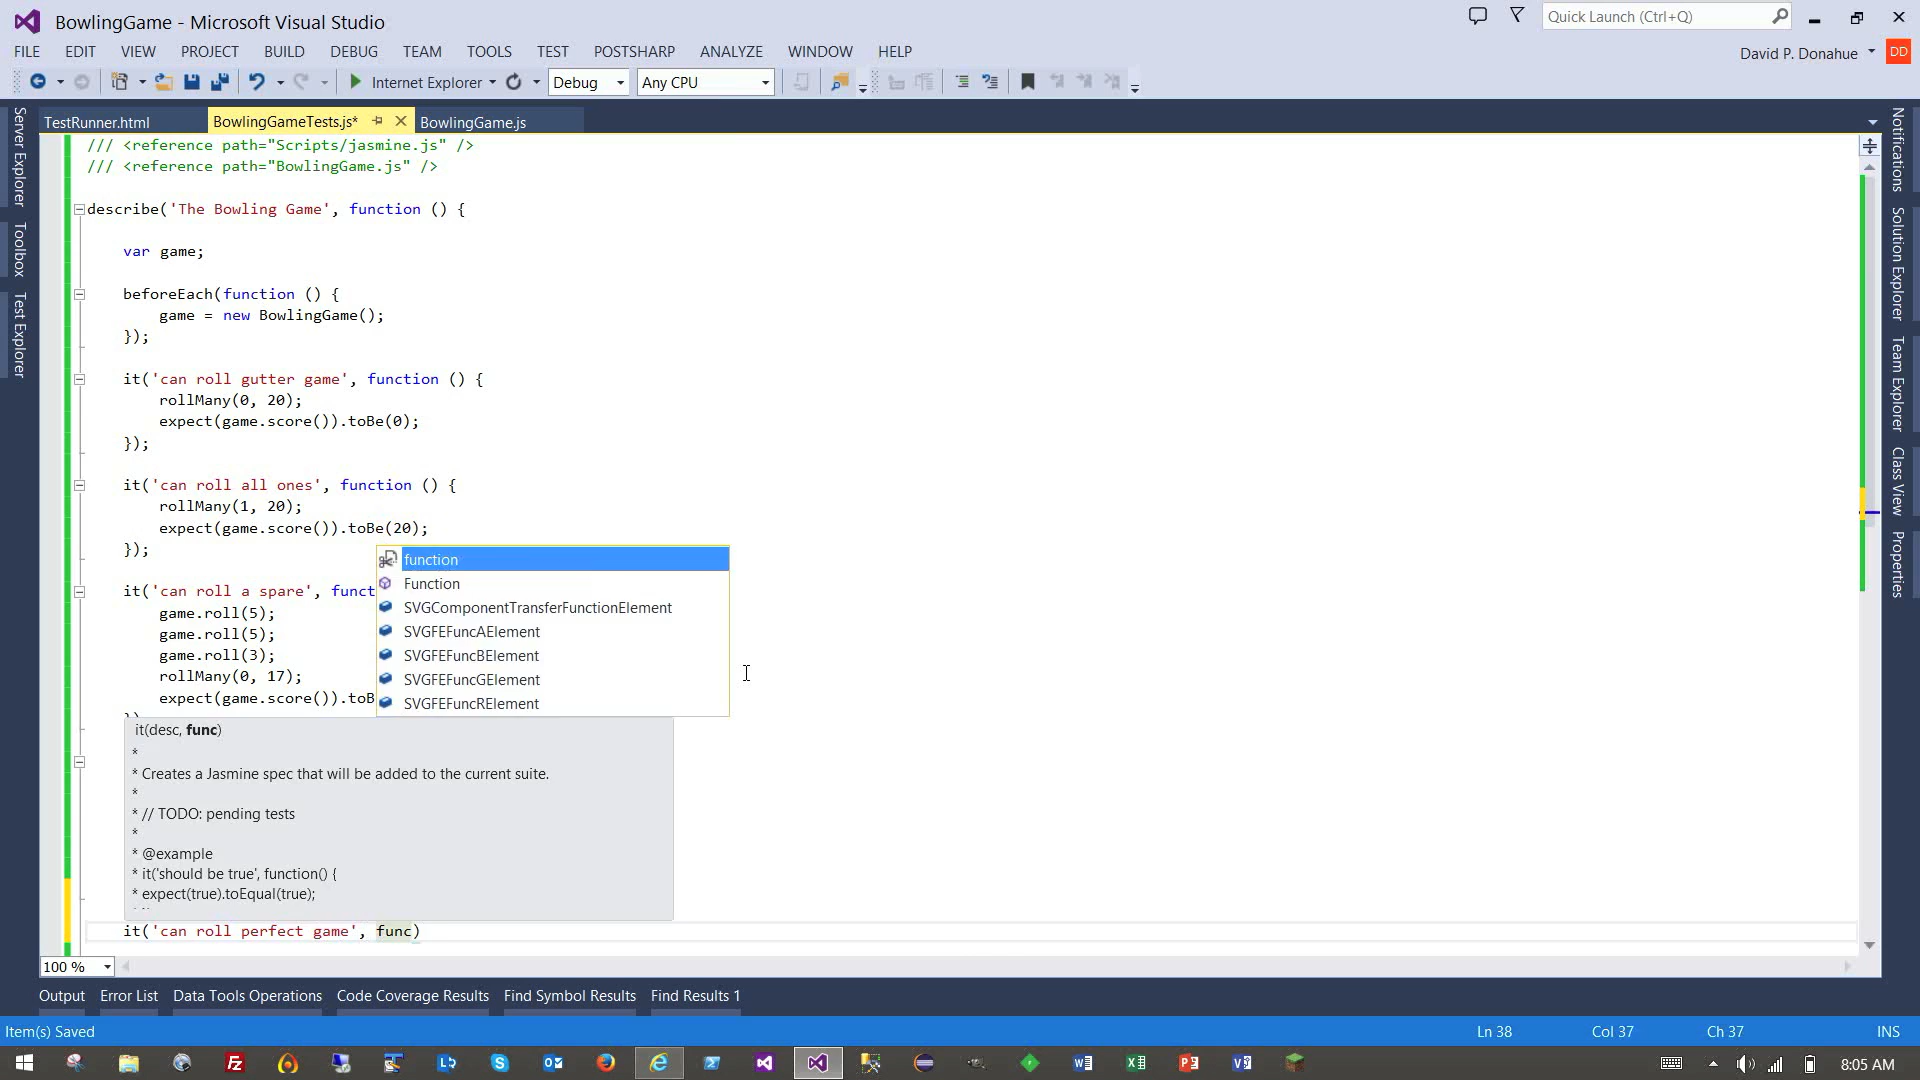 BowlingGame - Microsoft Visual Studio
Quick Launch (Ctrl+Q)
FILE EDIT VIEW PROJECT BUILD DEBUG TEAM TOOLS TEST POSTSHARP ANALYZE WINDOW HELP
David P. Donahue DD
Internet Explorer Debug Any CPU
TestRunner.html BowlingGameTests.js* BowlingGame.js
Server Explorer
Toolbox
Test Explorer
/// <reference path="Scripts/jasmine.js" />
/// <reference path="BowlingGame.js" />
describe('The Bowling Game', function () {
var game;
beforeEach(function () {
game = new BowlingGame();
});
it('can roll gutter game', function () {
rollMany(0, 20);
expect(game.score()).toBe(0);
});
it('can roll all ones', function () {
rollMany(1, 20);
expect(game.score()).toBe(20);
});
it('can roll a spare', funct
game.roll(5);
game.roll(5);
game.roll(3);
rollMany(0, 17);
expect(game.score()).toB
function
Function
SVGComponentTransferFunctionElement
SVGFEFuncAElement
SVGFEFuncBElement
SVGFEFuncGElement
SVGFEFuncRElement
it(desc, func)
*
* Creates a Jasmine spec that will be added to the current suite.
*
* // TODO: pending tests
*
* @example
* it('should be true', function() {
* expect(true).toEqual(true);
it('can roll perfect game', func)
Notifications
Solution Explorer
Team Explorer
Class View
Properties
100 %
Output Error List Data Tools Operations Code Coverage Results Find Symbol Results Find Results 1
Item(s) Saved Ln 38 Col 37 Ch 37 INS
8:05 AM